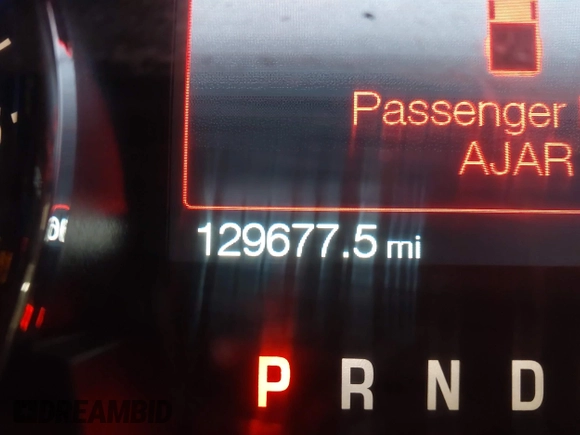 Passenger
AJAR
129677.5 mi
P R N D
DREAMBID